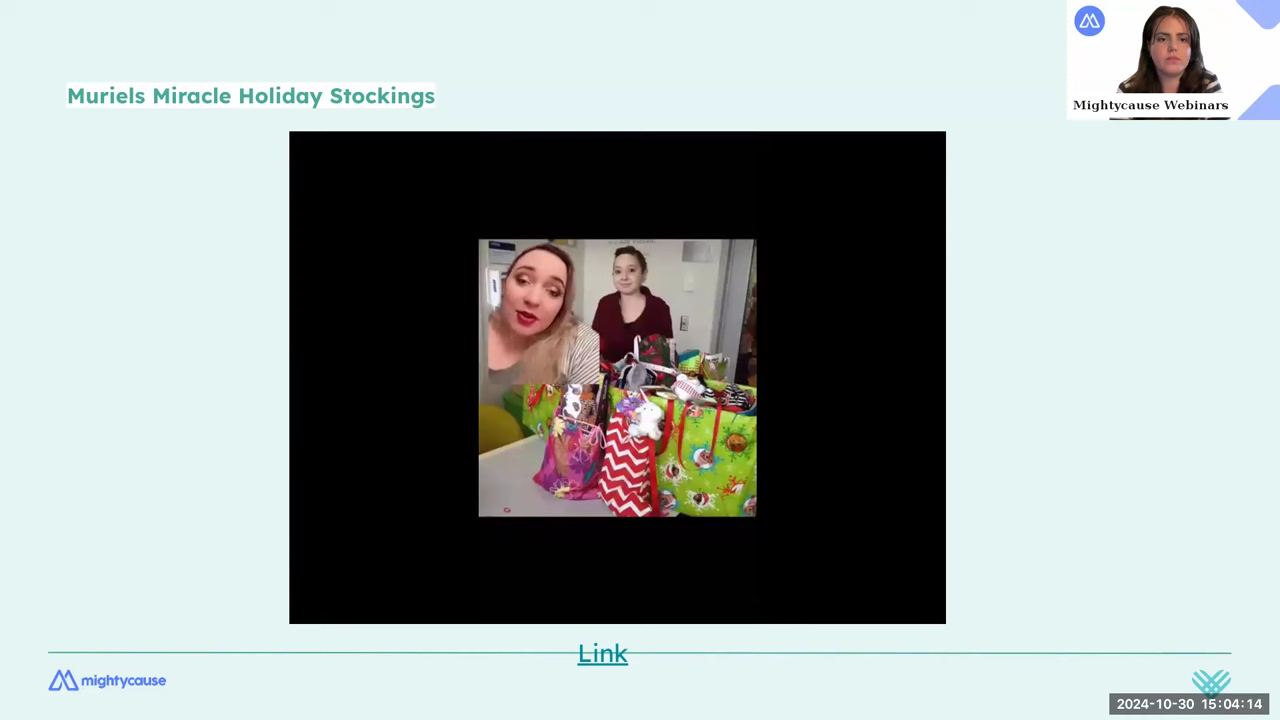 Muriels Miracle Holiday Stockings
Mightycause Webinars
Link
mightycause
2024-10-30 15:04:14